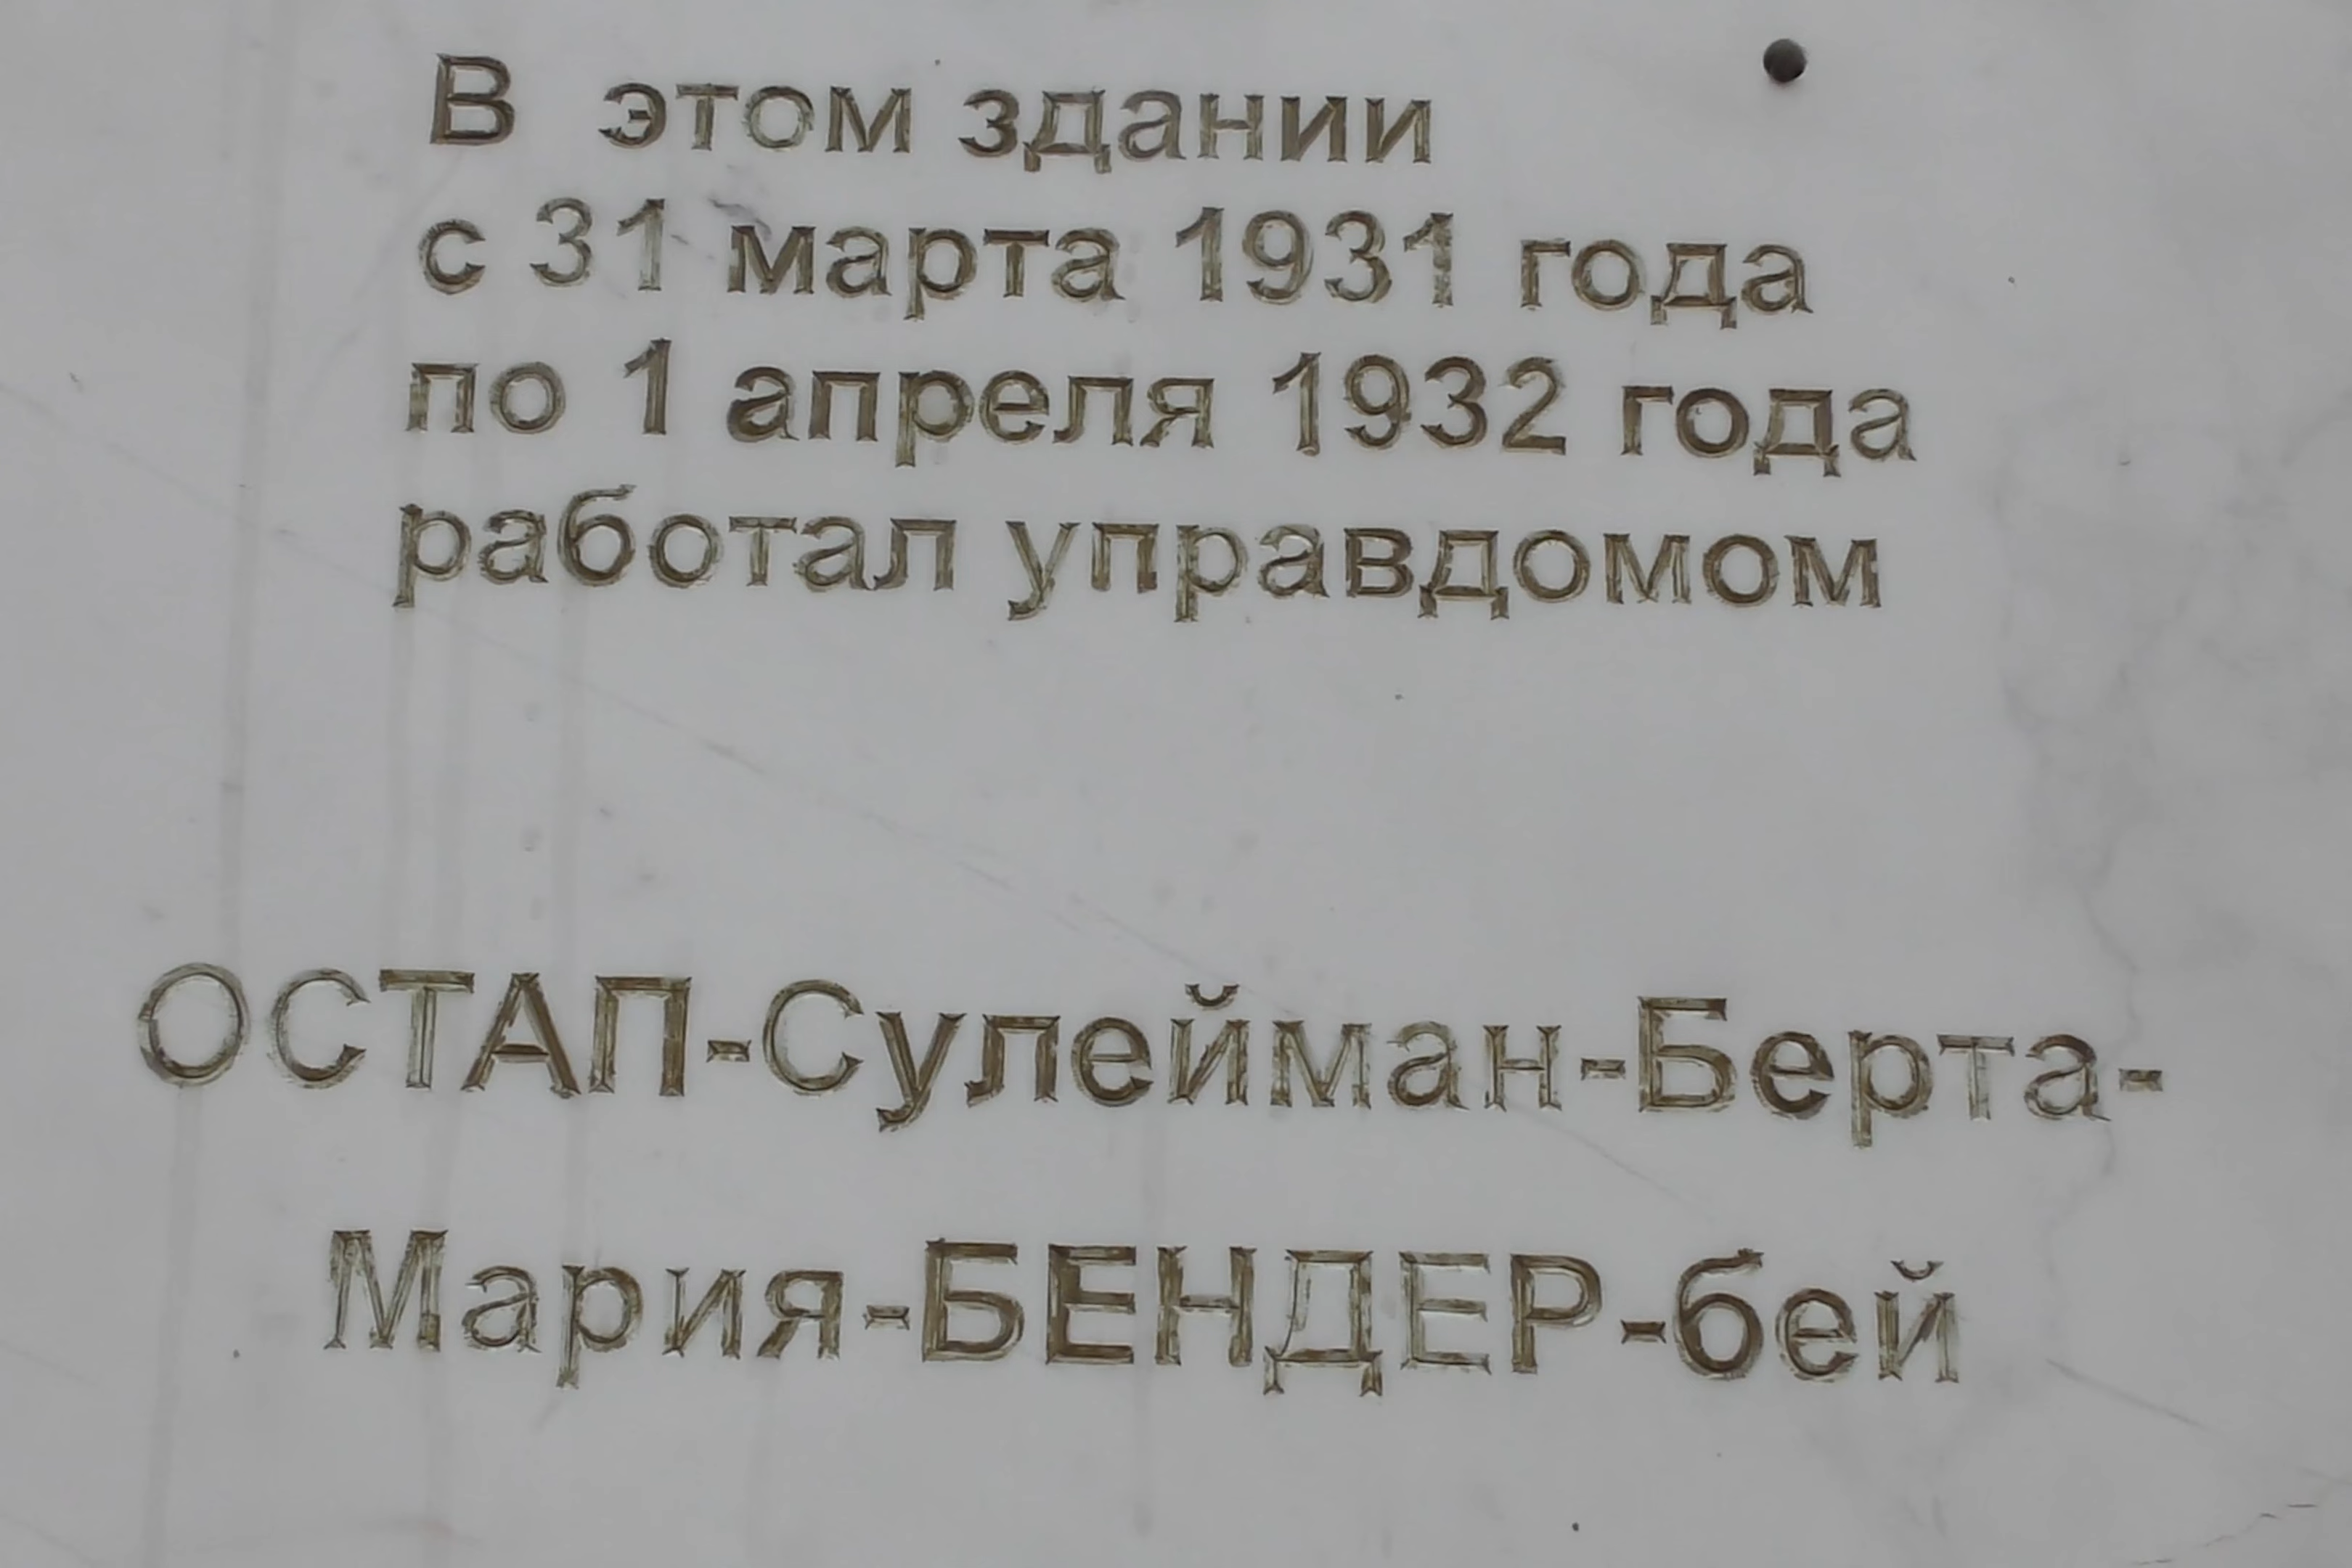 В этом здании
с 31 марта 1931 года
по 1 апреля 1932 года
работал управдомом
ОСТАП-Сулейман-Берта-
Мария-БЕНДЕР-бей